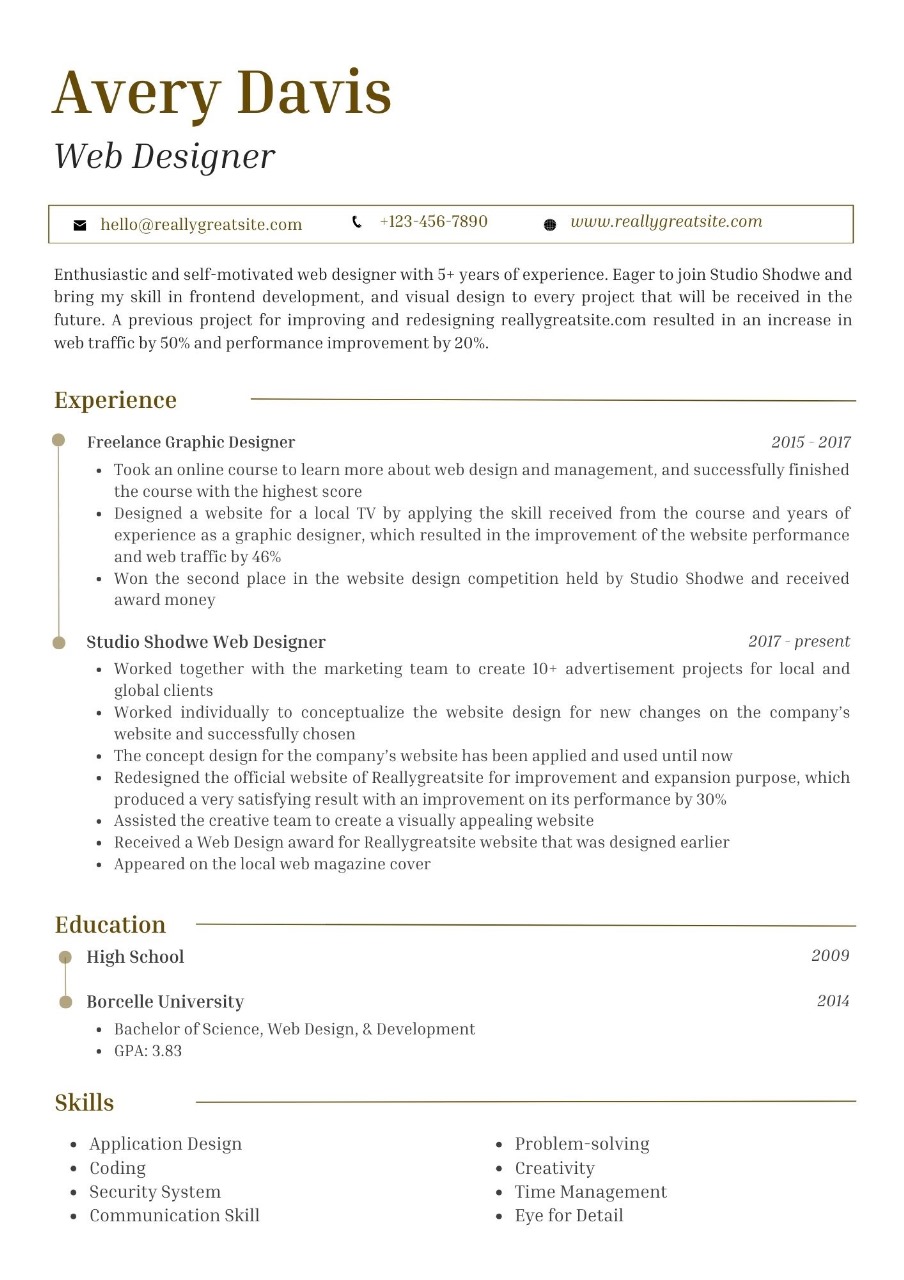 Avery Davis
Web Designer
hello@reallygreatsite.com +123-456-7890 www.reallygreatsite.com
Enthusiastic and self-motivated web designer with 5+ years of experience. Eager to join Studio Shodwe and
bring my skill in frontend development, and visual design to every project that will be received in the
future. A previous project for improving and redesigning reallygreatsite.com resulted in an increase in
web traffic by 50% and performance improvement by 20%.
Experience
Freelance Graphic Designer 2015 - 2017
• Took an online course to learn more about web design and management, and successfully finished
the course with the highest score
• Designed a website for a local TV by applying the skill received from the course and years of
experience as a graphic designer, which resulted in the improvement of the website performance
and web traffic by 46%
• Won the second place in the website design competition held by Studio Shodwe and received
award money
Studio Shodwe Web Designer 2017 - present
• Worked together with the marketing team to create 10+ advertisement projects for local and
global clients
• Worked individually to conceptualize the website design for new changes on the company’s
website and successfully chosen
• The concept design for the company’s website has been applied and used until now
• Redesigned the official website of Reallygreatsite for improvement and expansion purpose, which
produced a very satisfying result with an improvement on its performance by 30%
• Assisted the creative team to create a visually appealing website
• Received a Web Design award for Reallygreatsite website that was designed earlier
• Appeared on the local web magazine cover
Education
High School 2009
Borcelle University 2014
• Bachelor of Science, Web Design, & Development
• GPA: 3.83
Skills
• Application Design
• Coding
• Security System
• Communication Skill
• Problem-solving
• Creativity
• Time Management
• Eye for Detail